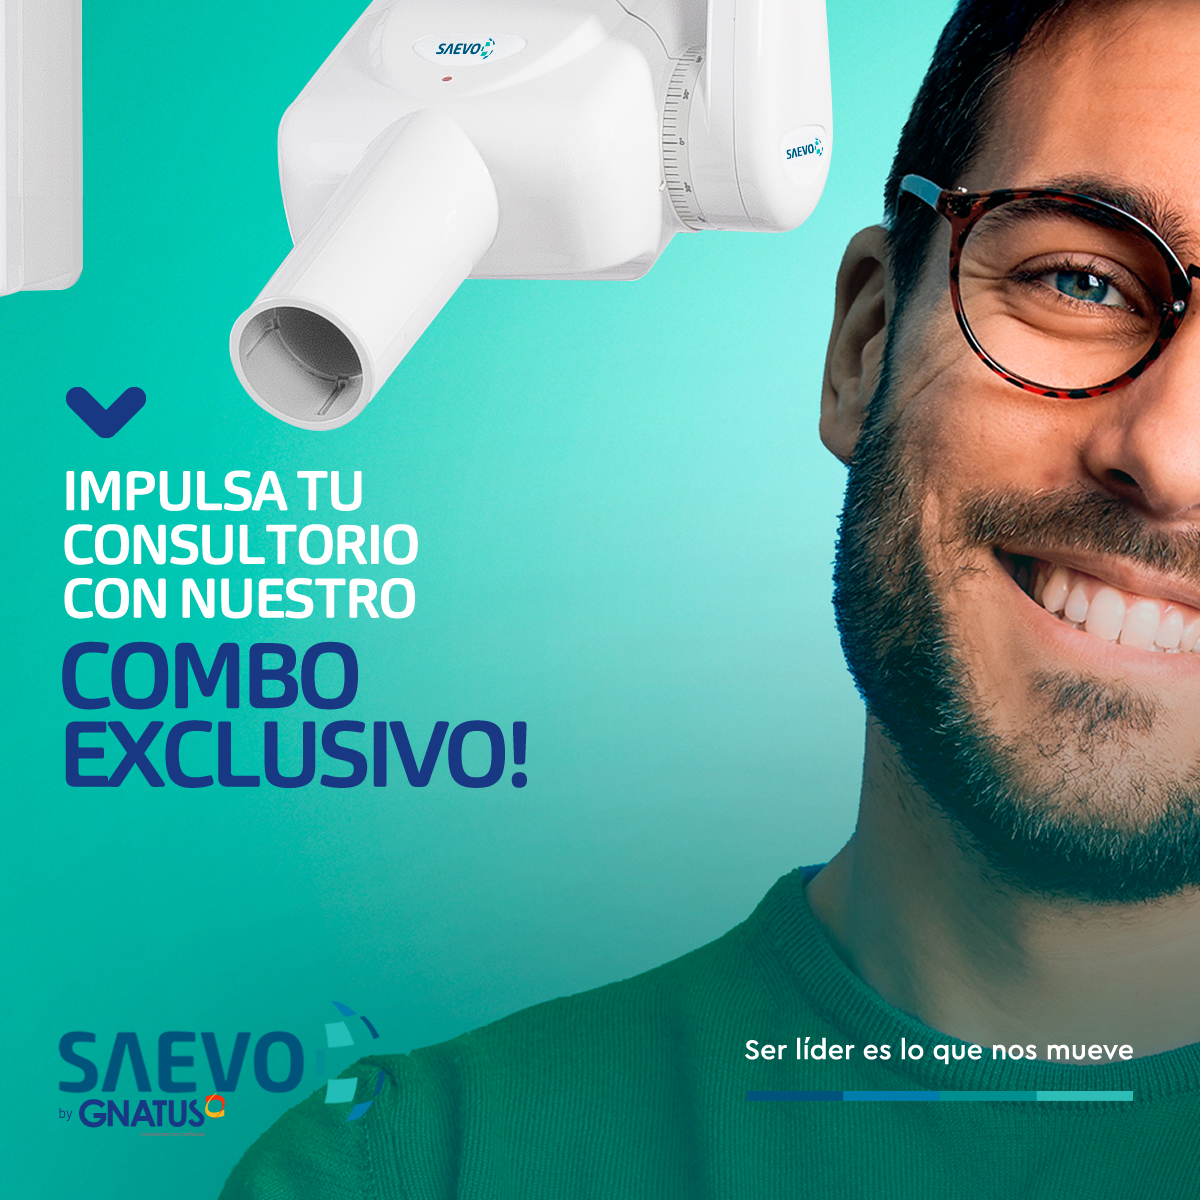 SAEVO
SAEVO
IMPULSA TU
CONSULTORIO
CON NUESTRO
COMBO
EXCLUSIVO!
SAEVO
by GNATUS
Ser líder es lo que nos mueve